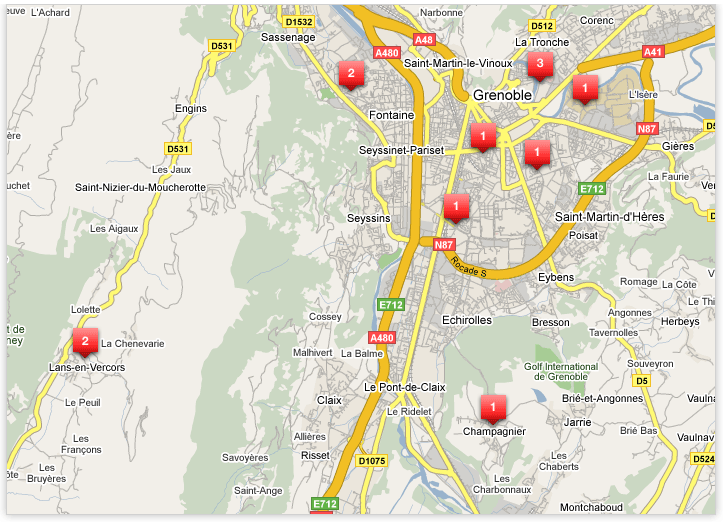 euve
L'Achard
Narbonne
D1532
Sassenage
D512
Corenc
D531
A48
La Tronche
A480
A41
Saint-Martin-le-Vinoux
3
2
1
L'Isère
Engins
Grenoble
Fontaine
N87
D5
ère
1
Gières
Seyssinet-Pariset
D531
1
Les Jaux
La Faurie
uchet
Saint-Nizier-du-Moucherotte
E712
Ven
1
Seyssins
Saint-Martin-d'Hères
Les Aigaux
Poisat
N87
Rocade S
Eybens
Romage
La Côte
Lolette
E712
Angonnes
Le T
Cossey
Echirolles
Bresson
Herbeys
t de
ney
2
La Chenevarie
A480
Tavernolles
Malhivert
La Balme
Lans-en-Vercors
Golf International
de Grenoble
Souveyron
Le Pont-de-Claix
D5
Le Peuil
Claix
1
Brié-et-Angonnes
Vaulna
Le Ridelet
Champagnier
Jarrie
Les
Françons
Allières
Brié Bas
Vaulnav
Risset
Savoyères
D1075
D524
Les
Bruyères
Les
Chaberts
ôte
Saint-Ange
Les
Charbonnaux
E712
Montchaboud